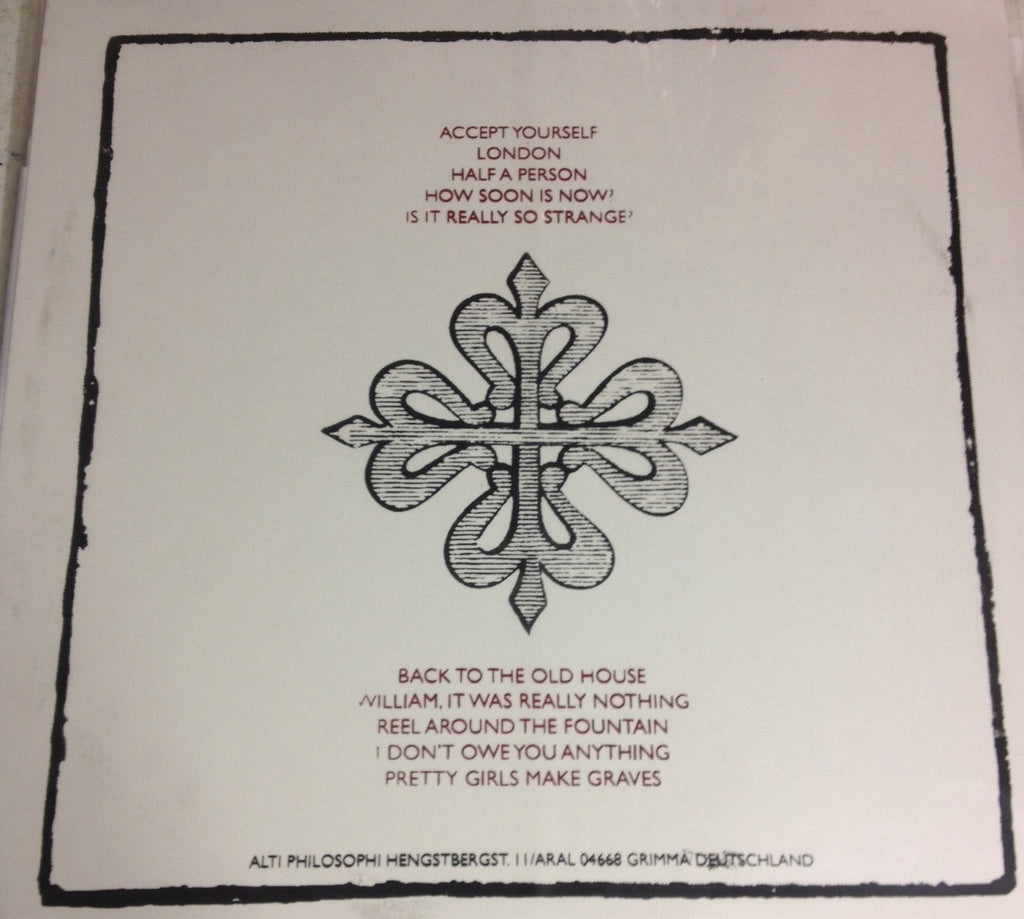 ACCEPT YOURSELF
LONDON
HALF A PERSON
HOW SOON IS NOW?
IS IT REALLY SO STRANGE?
BACK TO THE OLD HOUSE
WILLIAM, IT WAS REALLY NOTHING
REEL AROUND THE FOUNTAIN
I DON'T OWE YOU ANYTHING
PRETTY GIRLS MAKE GRAVES
ALTI PHILOSOPHI HENGSTBERGST. 11/ARAL 04668 GRIMMA DEUTSCHLAND